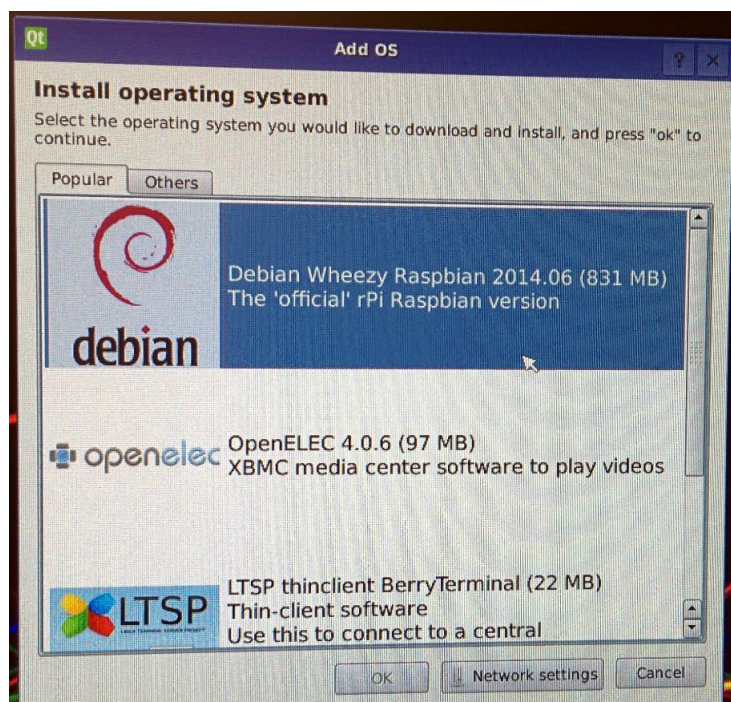 Qt
Add OS
? ×
Install operating system
Select the operating system you would like to download and install, and press "ok" to
continue.
Popular
Others
debian
Debian Wheezy Raspbian 2014.06 (831 MB)
The 'official' rPi Raspbian version
openelec
OpenELEC 4.0.6 (97 MB)
XBMC media center software to play videos
LTSP
LTSP thinclient BerryTerminal (22 MB)
Thin-client software
Use this to connect to a central
OK
Network settings
Cancel